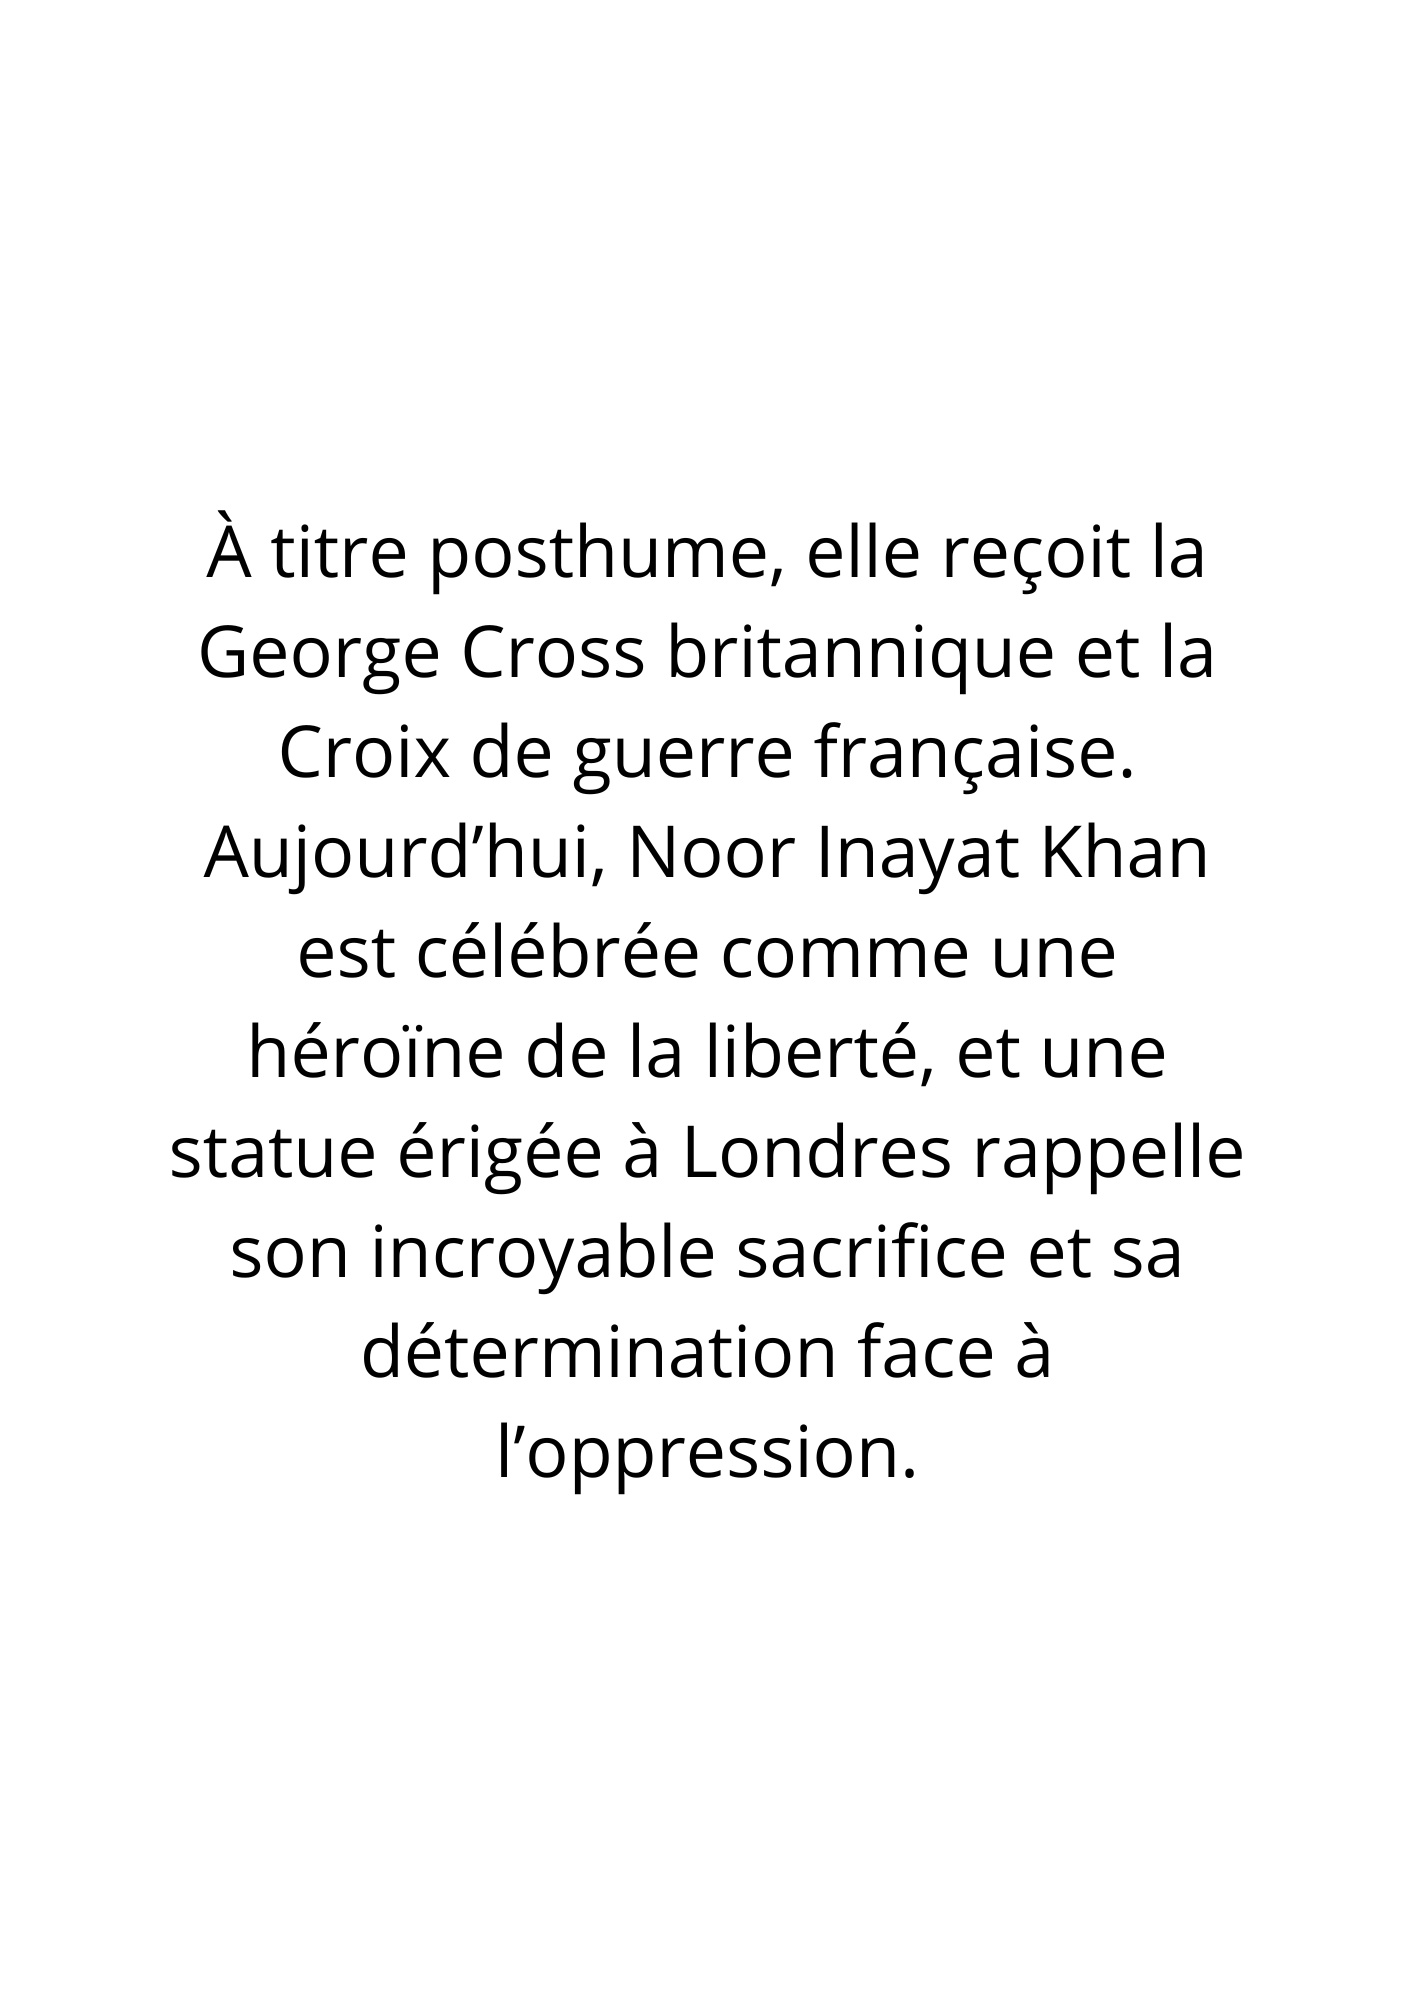 À titre posthume, elle reçoit la
George Cross britannique et la
Croix de guerre française.
Aujourd’hui, Noor Inayat Khan
est célébrée comme une
héroïne de la liberté, et une
statue érigée à Londres rappelle
son incroyable sacrifice et sa
détermination face à
l’oppression.